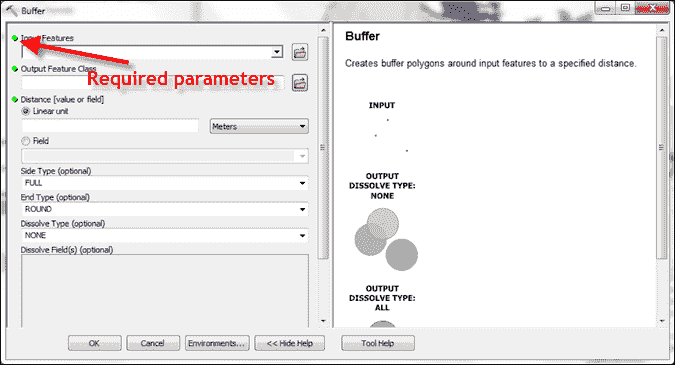 Buffer
Input Features
Required parameters
Output Feature Class
Distance [value or field]
Linear unit
Meters
Field
Side Type (optional)
FULL
End Type (optional)
ROUND
Dissolve Type (optional)
NONE
Dissolve Field(s) (optional)
OK
Cancel
Environments...
<< Hide Help
Tool Help
Buffer
Creates buffer polygons around input features to a specified distance.
INPUT
OUTPUT
DISSOLVE TYPE:
NONE
OUTPUT
DISSOLVE TYPE:
ALL